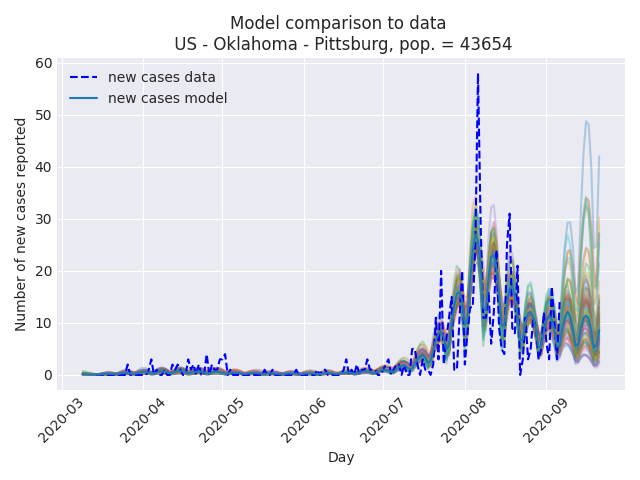 Model comparison to data
US - Oklahoma - Pittsburg, pop. = 43654
new cases data
new cases model
Number of new cases reported
60
50
40
30
20
10
0
2020-03
2020-04
2020-05
2020-06
2020-07
2020-08
2020-09
Day